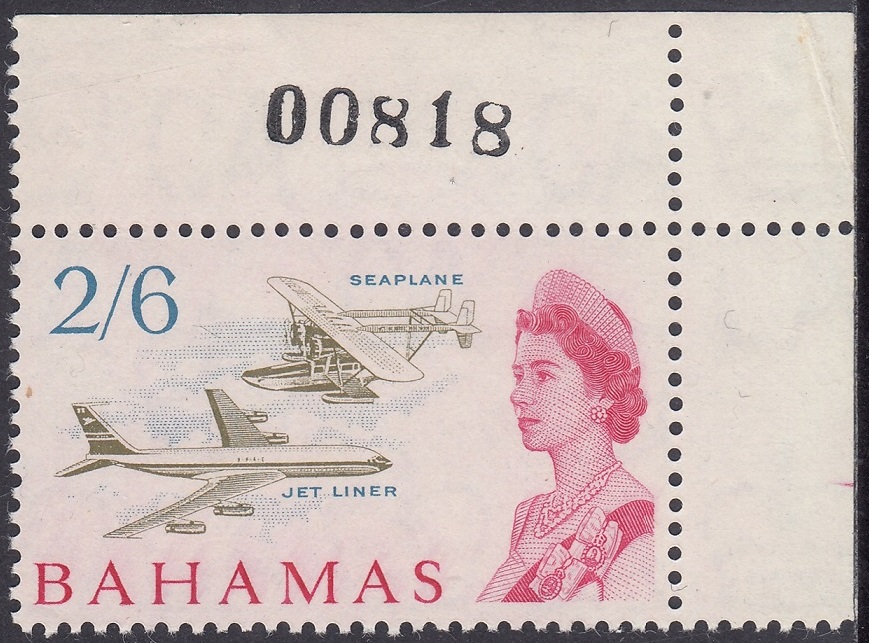 00818
2/6
SEAPLANE
JET LINER
BAHAMAS